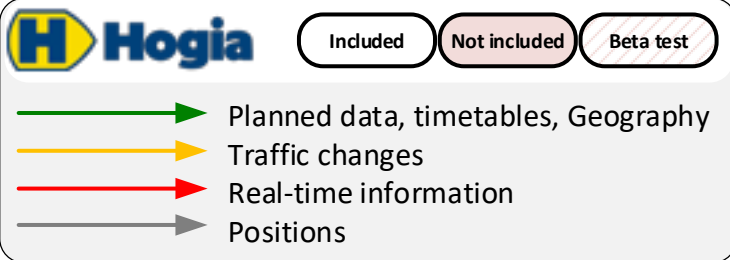 H Hogia
Included
Not included
Beta test
Planned data, timetables, Geography
Traffic changes
Real-time information
Positions